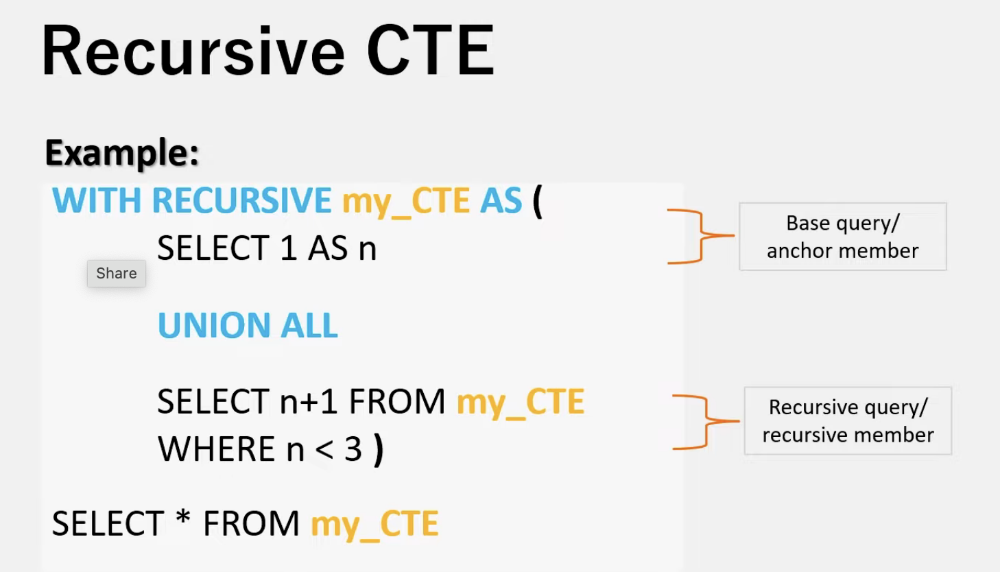 Recursive CTE
Example:
WITH RECURSIVE my_CTE AS (
SELECT 1 AS n
Base query/
anchor member
Share
UNION ALL
SELECT n+1 FROM my_CTE
WHERE n < 3 )
Recursive query/
recursive member
SELECT * FROM my_CTE